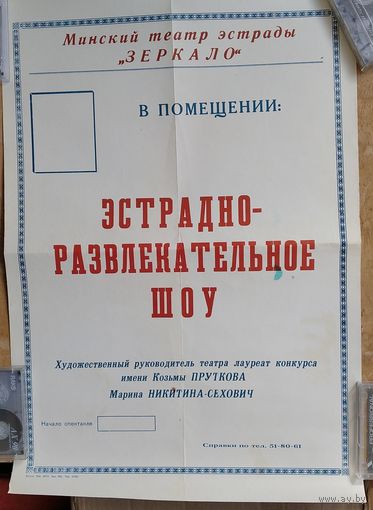 Минский театр эстрады
„ЗЕРКАЛО“
В ПОМЕЩЕНИИ:
ЭСТРАДНО-
РАЗВЛЕКАТЕЛЬНОЕ
ШОУ
Художественный руководитель театра лауреат конкурса
имени Козьмы ПРУТКОВА
Марина НИКИТИНА-СЕХОВИЧ
Начало спектакля
Справки по тел. 51-80-61
www.av.by